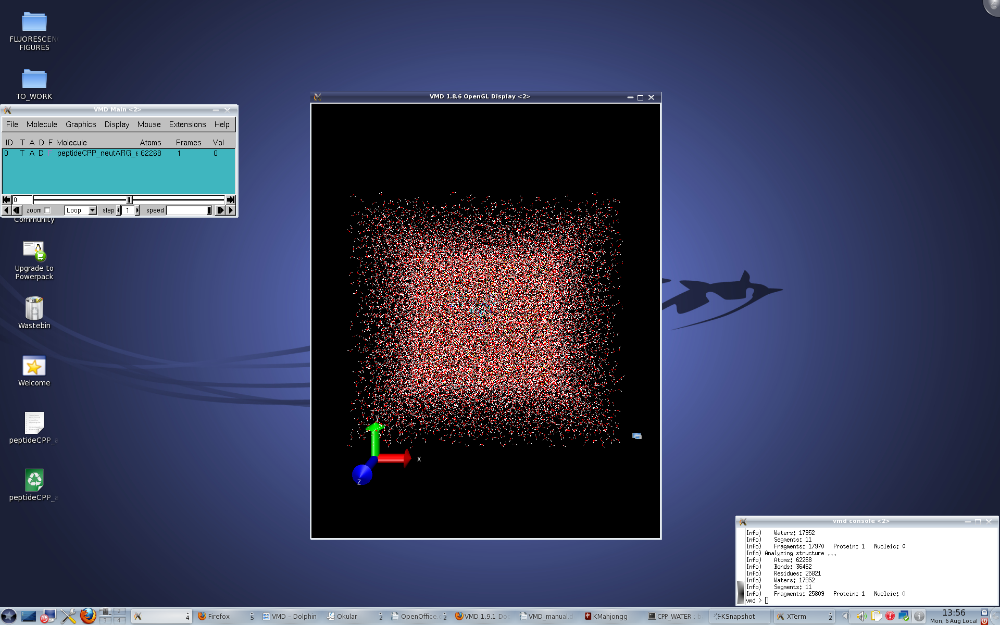 FLUORESCEN
FIGURES
TO_WORK
VMD Main <2>
File Molecule Graphics Display Mouse Extensions Help
ID T A D F Molecule Atoms Frames Vol
0 T A D F peptideCPP_neutARG_a 62268 1 0
0
zoom Loop step 1 speed
Community
Upgrade to
Powerpack
Wastebin
Welcome
peptideCPP_a
peptideCPP_a
VMD 1.8.6 OpenGL Display <2>
y
x
z
vmd console <2>
Info) Waters: 17952
Info) Segments: 11
Info) Fragments: 17970 Protein: 1 Nucleic: 0
Info) Analyzing structure ...
Info) Atoms: 62268
Info) Bonds: 36462
Info) Residues: 25821
Info) Waters: 17952
Info) Segments: 11
Info) Fragments: 25809 Protein: 1 Nucleic: 0
vmd >
2
3 4
4
Firefox 5
VMD – Dolphin
Okular 2
OpenOffice.c 2
VMD 1.9.1 Doc
VMD_manual.d
KMahjongg
CPP_WATER : b
KSnapshot
XTerm 2
13:56
Mon, 6 Aug Local